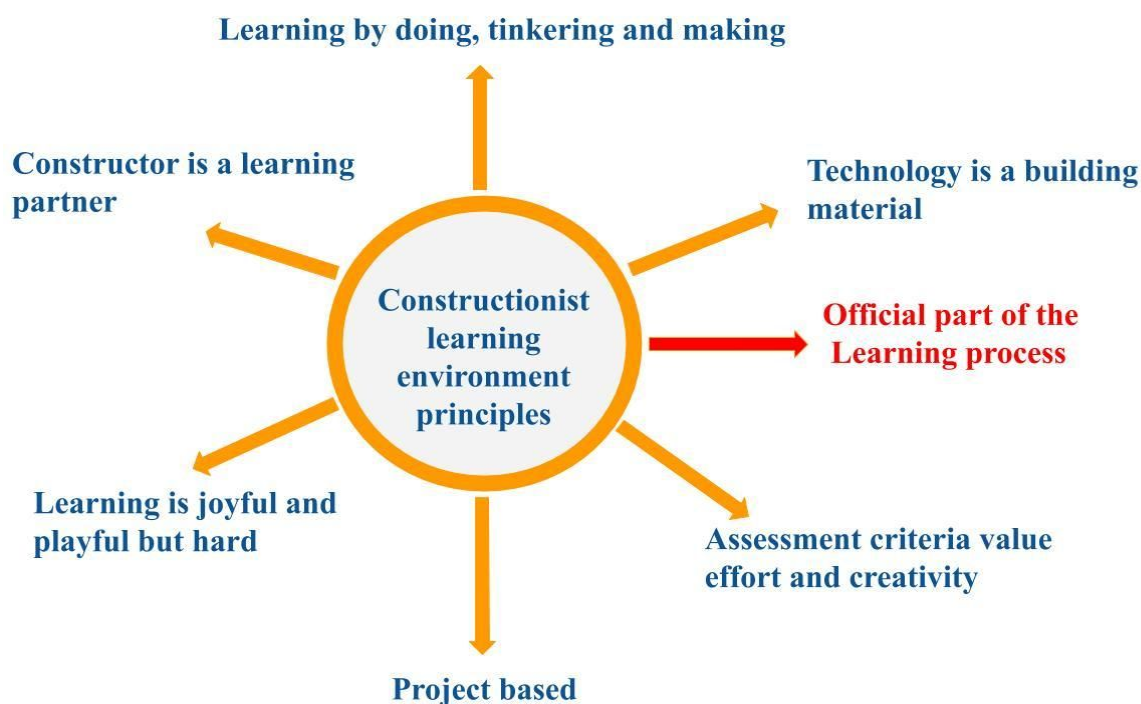 Learning by doing, tinkering and making
Constructor is a learning
partner
Technology is a building
material
Constructionist
learning
environment
principles
Official part of the
Learning process
Learning is joyful and
playful but hard
Assessment criteria value
effort and creativity
Project based